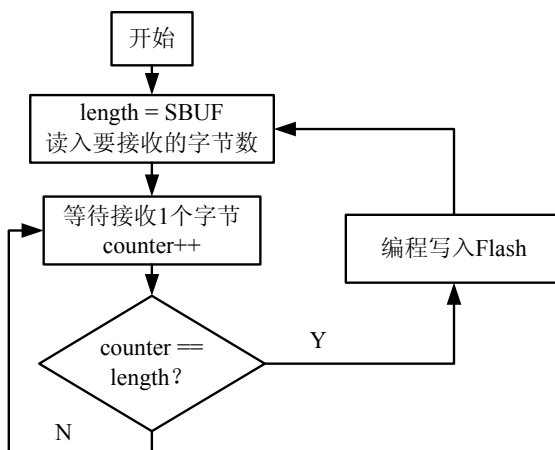 开始
length = SBUF
读入要接收的字节数
等待接收1个字节
counter++
编程写入Flash
counter ==
length？
Y
N